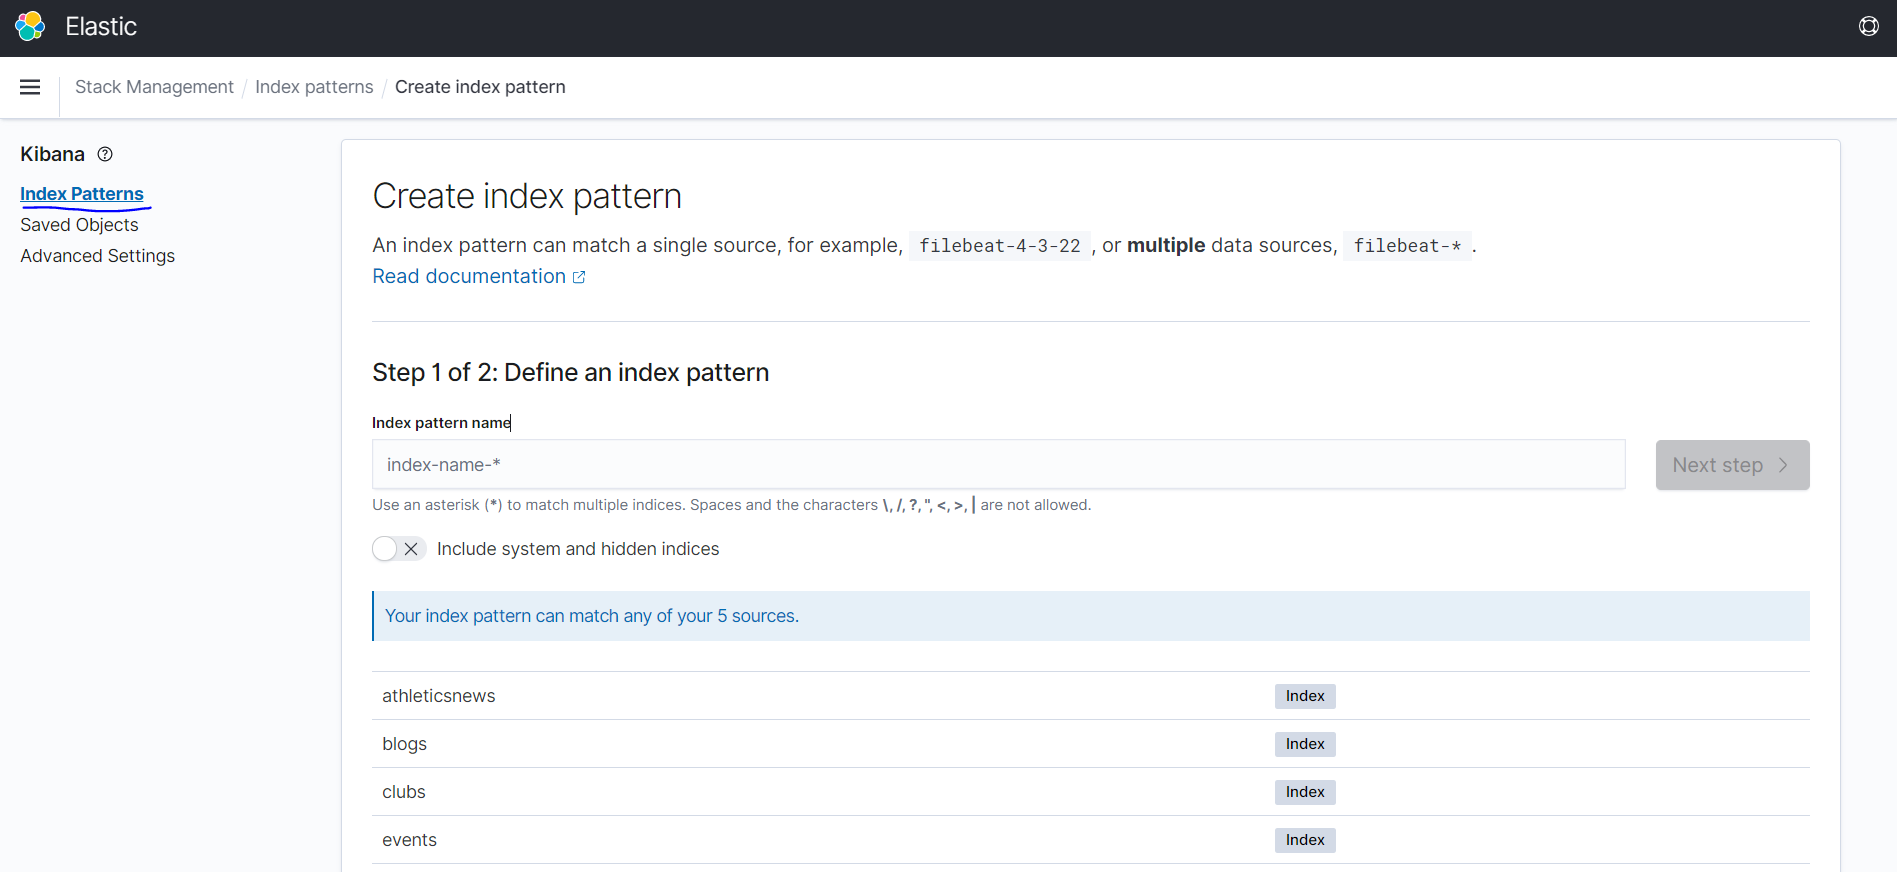 Elastic
Stack Management / Index patterns / Create index pattern
Kibana
Index Patterns
Saved Objects
Advanced Settings
Create index pattern
An index pattern can match a single source, for example, filebeat-4-3-22 , or multiple data sources, filebeat-* .
Read documentation
Step 1 of 2: Define an index pattern
Index pattern name
index-name-*
Next step
Use an asterisk (*) to match multiple indices. Spaces and the characters \, /, ?, ", <, >, | are not allowed.
Include system and hidden indices
Your index pattern can match any of your 5 sources.
athleticsnews Index
blogs Index
clubs Index
events Index